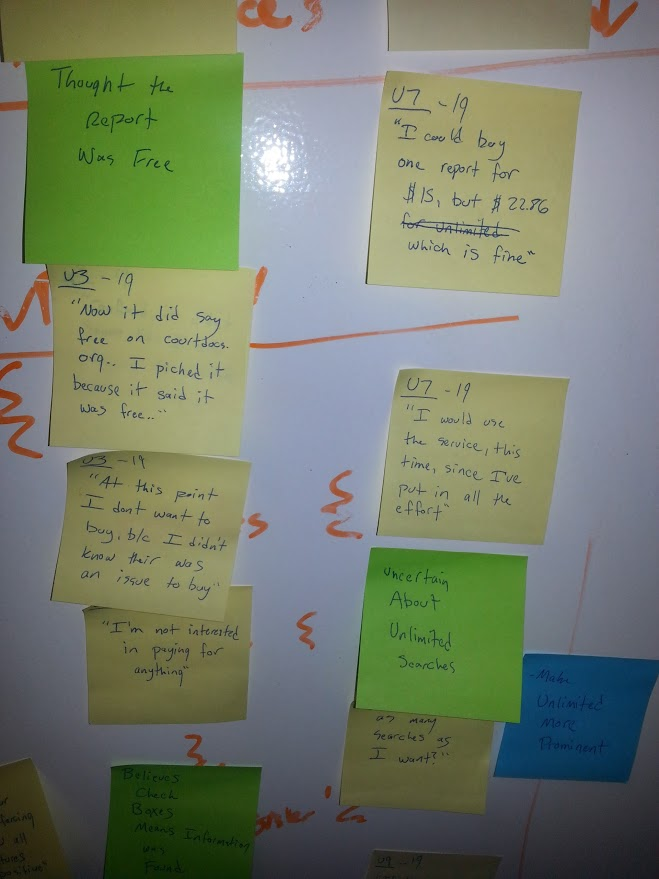 Thought the
Report
Was Free
U3 - 19
"Now it did say
free on courtdocs.
org.. I piched it
because it said it
was free.."
U3 - 19
"At this point
I dont want to
buy, b/c I didn't
know their was
an issue to buy"
"I'm not interested
in paying for
anything"
Believes
Check
Boxes
Means Information
was
Found
U7 - 19
"I could buy
one report for
$15, but $22.86
for unlimited
which is fine"
U7 - 19
"I would use
the service, this
time, since I've
put in all the
effort"
Uncertain
About
Unlimited
Searches
as many
searches as
I want?"
- Make
Unlimited
More
Prominent
U2 - 19
all